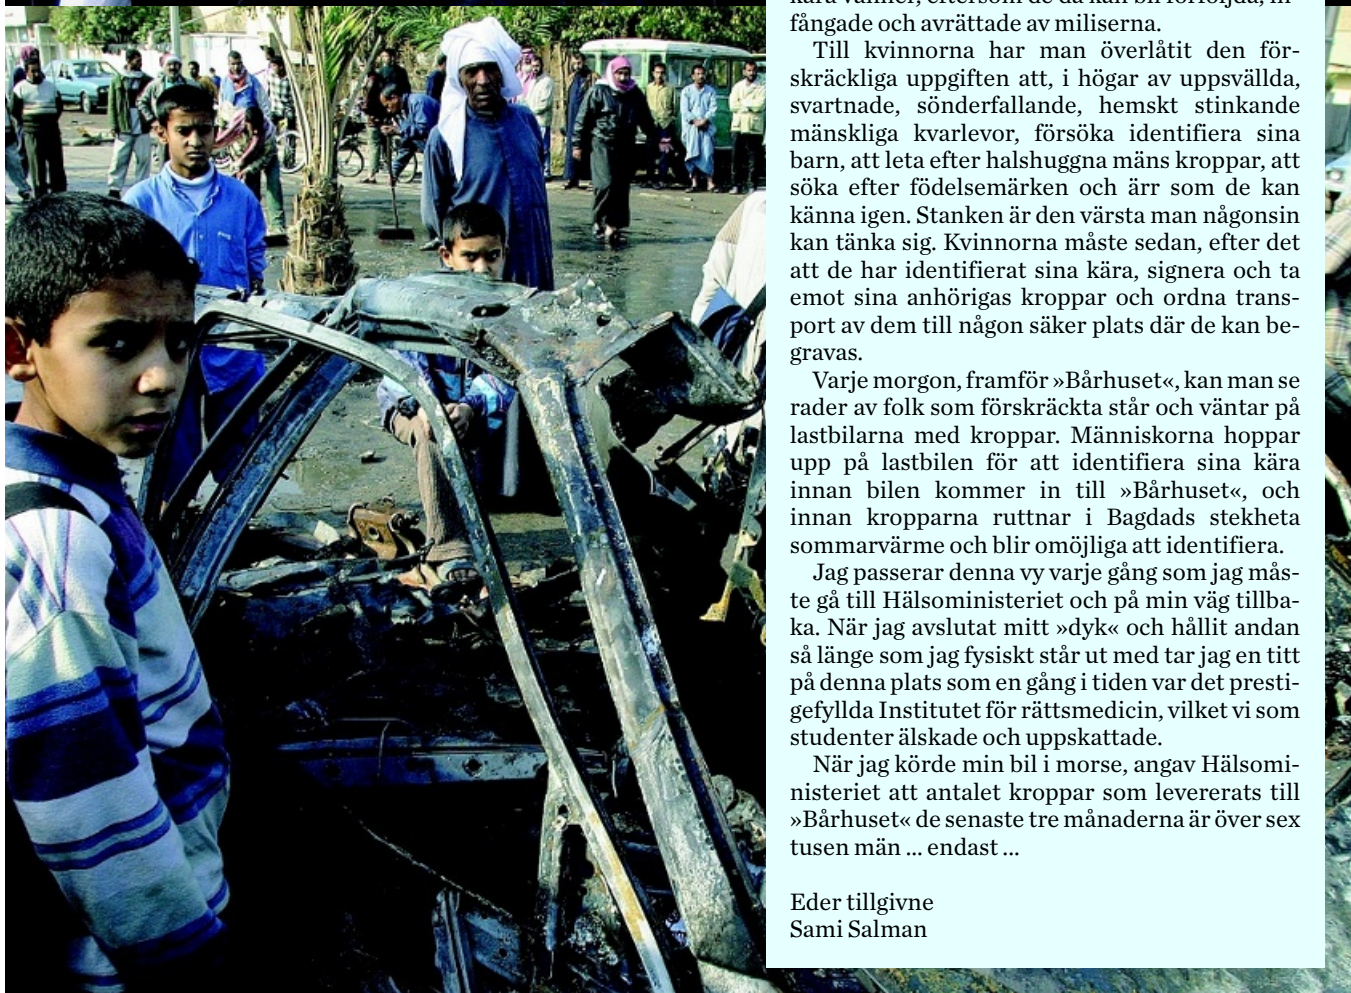 fångade och avrättade av miliserna.
Till kvinnorna har man överlåtit den för-
skräckliga uppgiften att, i högar av uppsvällda,
svartnade, sönderfallande, hemskt stinkande
mänskliga kvarlevor, försöka identifiera sina
barn, att leta efter halshuggna mäns kroppar, att
söka efter födelsemärken och ärr som de kan
känna igen. Stanken är den värsta man någonsin
kan tänka sig. Kvinnorna måste sedan, efter det
att de har identifierat sina kära, signera och ta
emot sina anhörigas kroppar och ordna trans-
port av dem till någon säker plats där de kan be-
gravas.
Varje morgon, framför »Bårhuset«, kan man se
rader av folk som förskräckta står och väntar på
lastbilarna med kroppar. Människorna hoppar
upp på lastbilen för att identifiera sina kära
innan bilen kommer in till »Bårhuset«, och
innan kropparna ruttnar i Bagdads stekheta
sommarvärme och blir omöjliga att identifiera.
Jag passerar denna vy varje gång som jag mås-
te gå till Hälsoministeriet och på min väg tillba-
ka. När jag avslutat mitt »dyk« och hållit andan
så länge som jag fysiskt står ut med tar jag en titt
på denna plats som en gång i tiden var det presti-
gefyllda Institutet för rättsmedicin, vilket vi som
studenter älskade och uppskattade.
När jag körde min bil i morse, angav Hälsomi-
nisteriet att antalet kroppar som levererats till
»Bårhuset« de senaste tre månaderna är över sex
tusen män ... endast ...
Eder tillgivne
Sami Salman